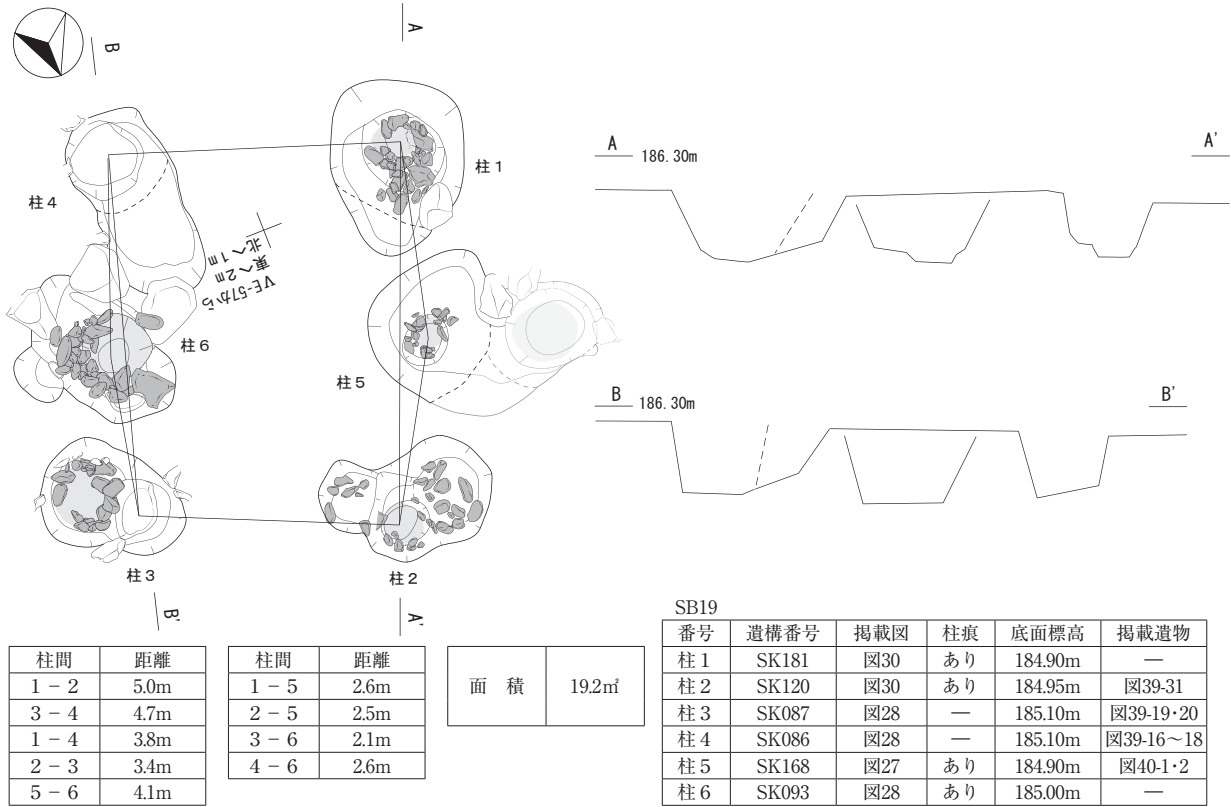 A
B
柱1
柱4
VE-57から
東へ2m
北へ1m
柱6
柱5
柱3
柱2
B'
A'
A 186.30m A'
B 186.30m B'
柱間 距離
1－2 5.0m
3－4 4.7m
1－4 3.8m
2－3 3.4m
5－6 4.1m
柱間 距離
1－5 2.6m
2－5 2.5m
3－6 2.1m
4－6 2.6m
面 積 19.2㎡
SB19
番号 遺構番号 掲載図 柱痕 底面標高 掲載遺物
柱1 SK181 図30 あり 184.90m ―
柱2 SK120 図30 あり 184.95m 図39-31
柱3 SK087 図28 ― 185.10m 図39-19・20
柱4 SK086 図28 ― 185.10m 図39-16～18
柱5 SK168 図27 あり 184.90m 図40-1・2
柱6 SK093 図28 あり 185.00m ―